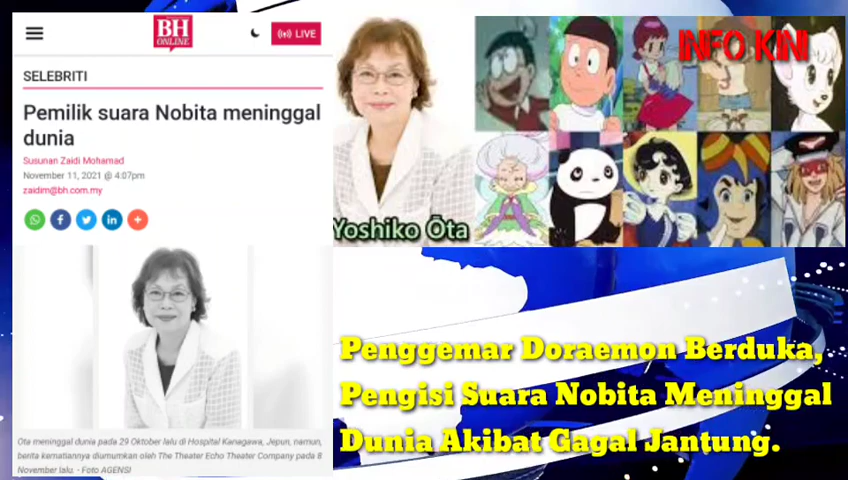 BH
ONLINE
LIVE
SELEBRITI
Pemilik suara Nobita meninggal
dunia
Susunan Zaidi Mohamad
November 11, 2021 @ 4:07pm
zaidim@bh.com.my
Ota meninggal dunia pada 29 Oktober lalu di Hospital Kanagawa, Jepun, namun,
berita kematiannya diumumkan oleh The Theater Echo Theater Company pada 8
November lalu. - Foto AGENSI
INFO KINI
Yoshiko Ōta
Penggemar Doraemon Berduka,
Pengisi Suara Nobita Meninggal
Dunia Akibat Gagal Jantung.